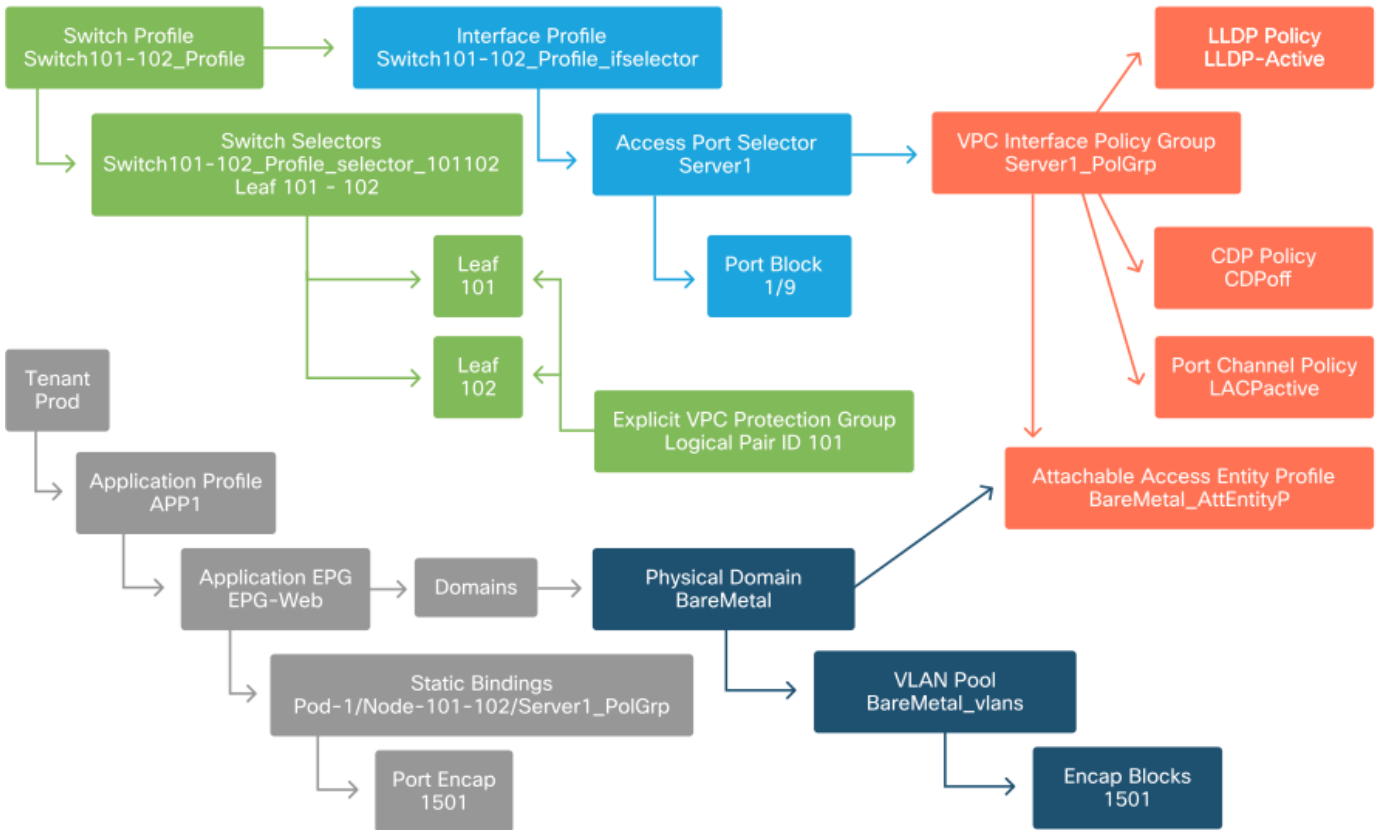 Switch Profile
Switch101-102_Profile
Interface Profile
Switch101-102_Profile_ifselector
LLDP Policy
LLDP-Active
Switch Selectors
Switch101-102_Profile_selector_101102
Leaf 101 - 102
Access Port Selector
Server1
VPC Interface Policy Group
Server1_PolGrp
Leaf
101
Port Block
1/9
CDP Policy
CDPoff
Leaf
102
Port Channel Policy
LACPactive
Tenant
Prod
Explicit VPC Protection Group
Logical Pair ID 101
Application Profile
APP1
Attachable Access Entity Profile
BareMetal_AttEntityP
Application EPG
EPG-Web
Domains
Physical Domain
BareMetal
Static Bindings
Pod-1/Node-101-102/Server1_PolGrp
VLAN Pool
BareMetal_vlans
Port Encap
1501
Encap Blocks
1501